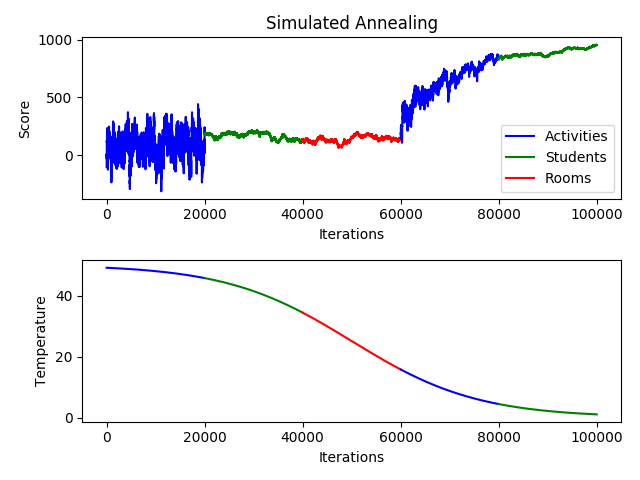 Simulated Annealing
Score
1000
500
0
Activities
Students
Rooms
0 20000 40000 60000 80000 100000
Iterations
Temperature
40
20
0
0 20000 40000 60000 80000 100000
Iterations